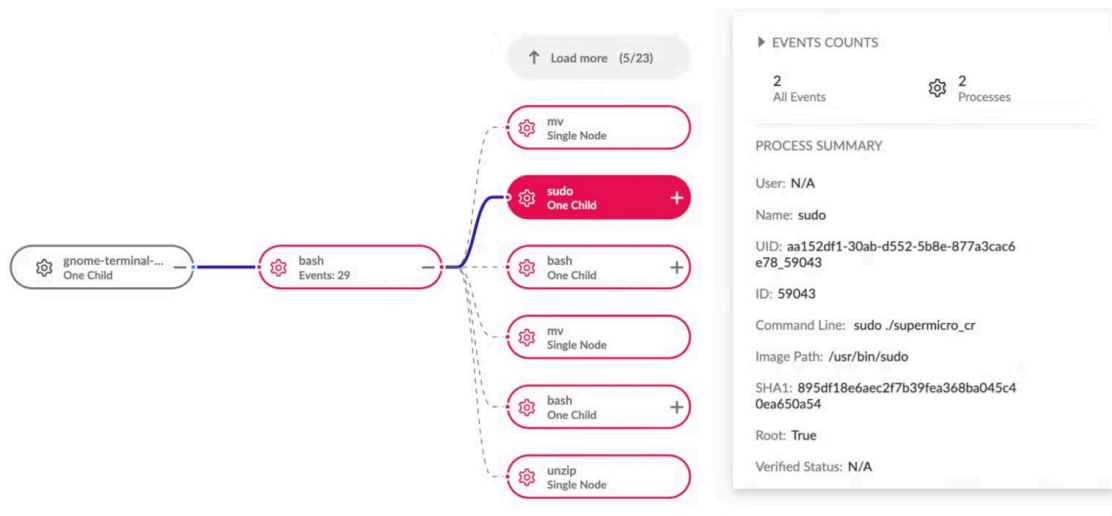 Load more (5/23)
mv
Single Node
sudo
One Child
gnome-terminal-...
One Child
bash
Events: 29
bash
One Child
mv
Single Node
bash
One Child
unzip
Single Node
EVENTS COUNTS
2
All Events
2
Processes
PROCESS SUMMARY
User: N/A
Name: sudo
UID: aa152df1-30ab-d552-5b8e-877a3cac6
e78_59043
ID: 59043
Command Line: sudo ./supermicro_cr
Image Path: /usr/bin/sudo
SHA1: 895df18e6aec2f7b39fea368ba045c4
0ea650a54
Root: True
Verified Status: N/A